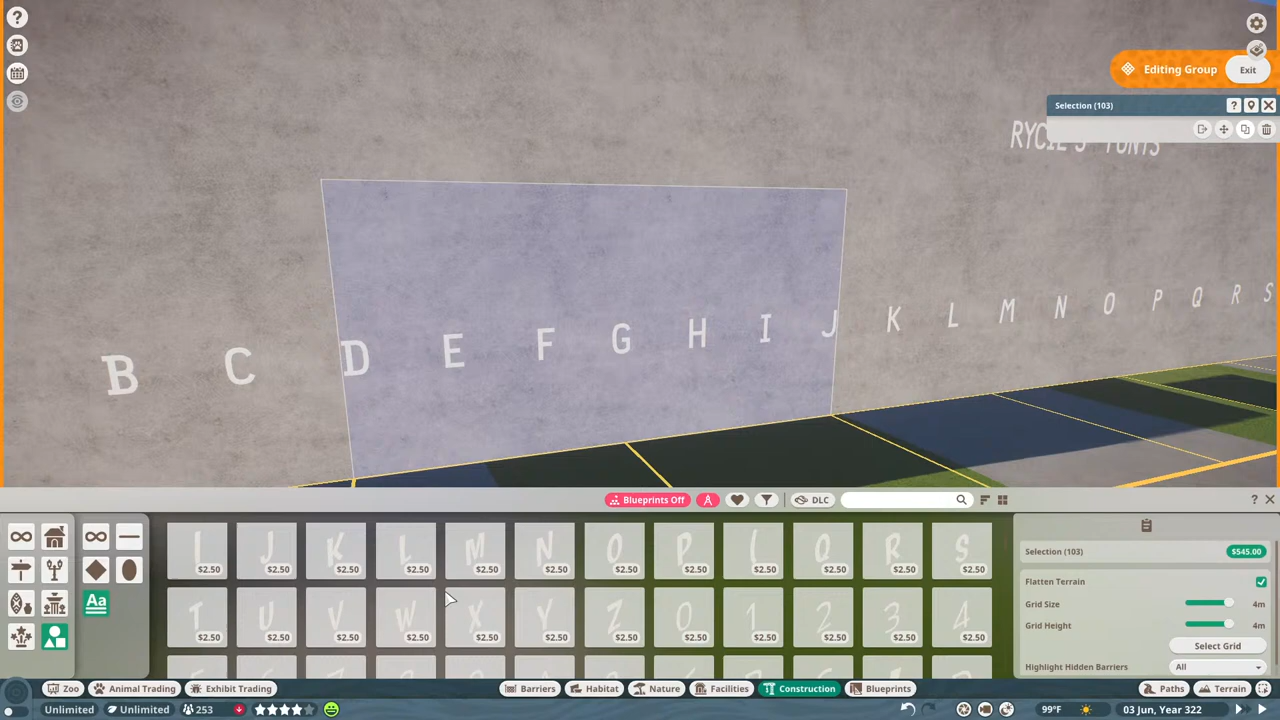 ?
Editing Group
Exit
Selection (103)
?
RYCIE'S FONTS
B C D E F G H I J K L M N O P Q R S
Blueprints Off
DLC
?
Selection (103)
$545.00
Flatten Terrain
Grid Size
4m
Grid Height
4m
Select Grid
Highlight Hidden Barriers
All
Aa
I J K L M N O P Q R S
$2.50 $2.50 $2.50 $2.50 $2.50 $2.50 $2.50 $2.50 $2.50 $2.50 $2.50 $2.50
T U V W X Y Z 0 1 2 3 4
$2.50 $2.50 $2.50 $2.50 $2.50 $2.50 $2.50 $2.50 $2.50 $2.50 $2.50 $2.50
Zoo
Animal Trading
Exhibit Trading
Barriers
Habitat
Nature
Facilities
Construction
Blueprints
Paths
Terrain
Unlimited
Unlimited
253
99°F
03 Jun, Year 322